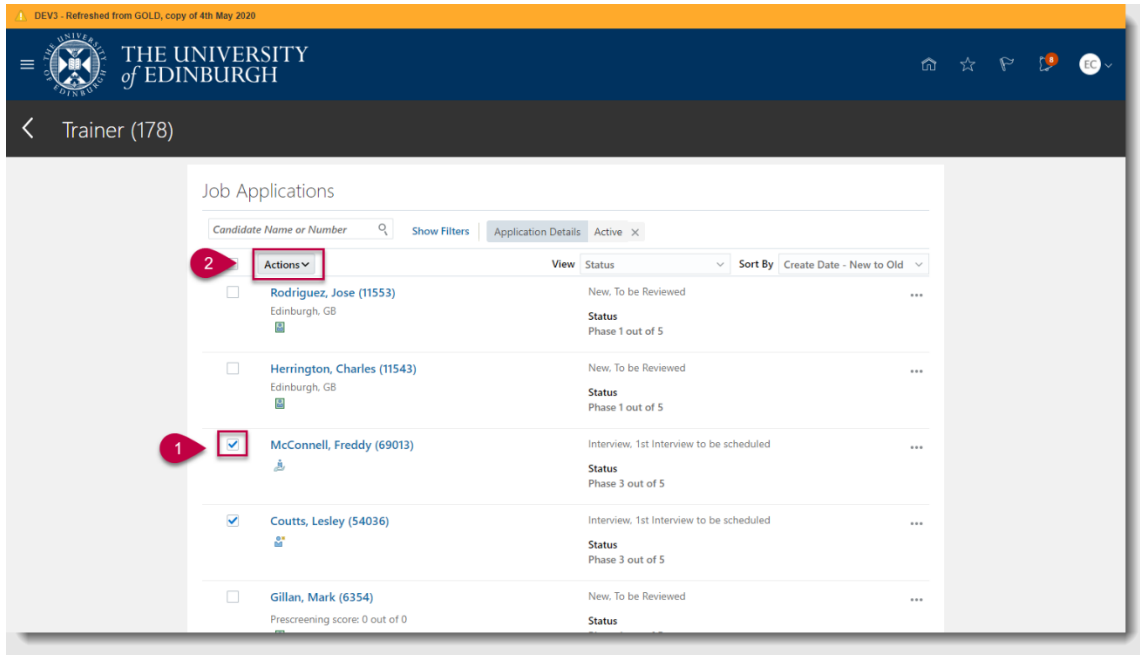 DEV3 - Refreshed from GOLD, copy of 4th May 2020
THE UNIVERSITY
of EDINBURGH
8
EC
Trainer (178)
Job Applications
Candidate Name or Number
Show Filters
Application Details Active
2
Actions
View Status
Sort By Create Date - New to Old
Rodriguez, Jose (11553)
Edinburgh, GB
New, To be Reviewed
Status
Phase 1 out of 5
Herrington, Charles (11543)
Edinburgh, GB
New, To be Reviewed
Status
Phase 1 out of 5
1
McConnell, Freddy (69013)
Interview, 1st Interview to be scheduled
Status
Phase 3 out of 5
Coutts, Lesley (54036)
Interview, 1st Interview to be scheduled
Status
Phase 3 out of 5
Gillan, Mark (6354)
Prescreening score: 0 out of 0
New, To be Reviewed
Status